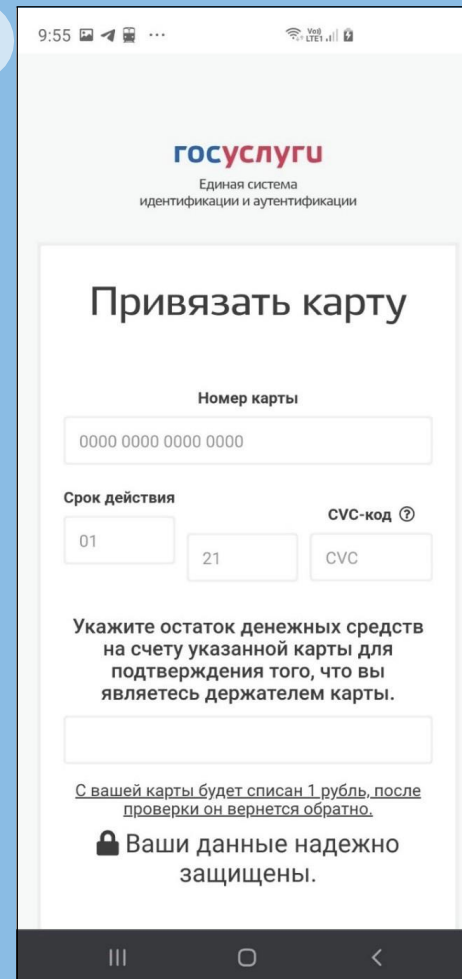 9:55
Vo)) LTE1
госуслуги
Единая система
идентификации и аутентификации
Привязать карту
Номер карты
0000 0000 0000 0000
Срок действия
CVC-код ?
01
21
CVC
Укажите остаток денежных средств
на счету указанной карты для
подтверждения того, что вы
являетесь держателем карты.
С вашей карты будет списан 1 рубль, после
проверки он вернется обратно.
Ваши данные надежно
защищены.